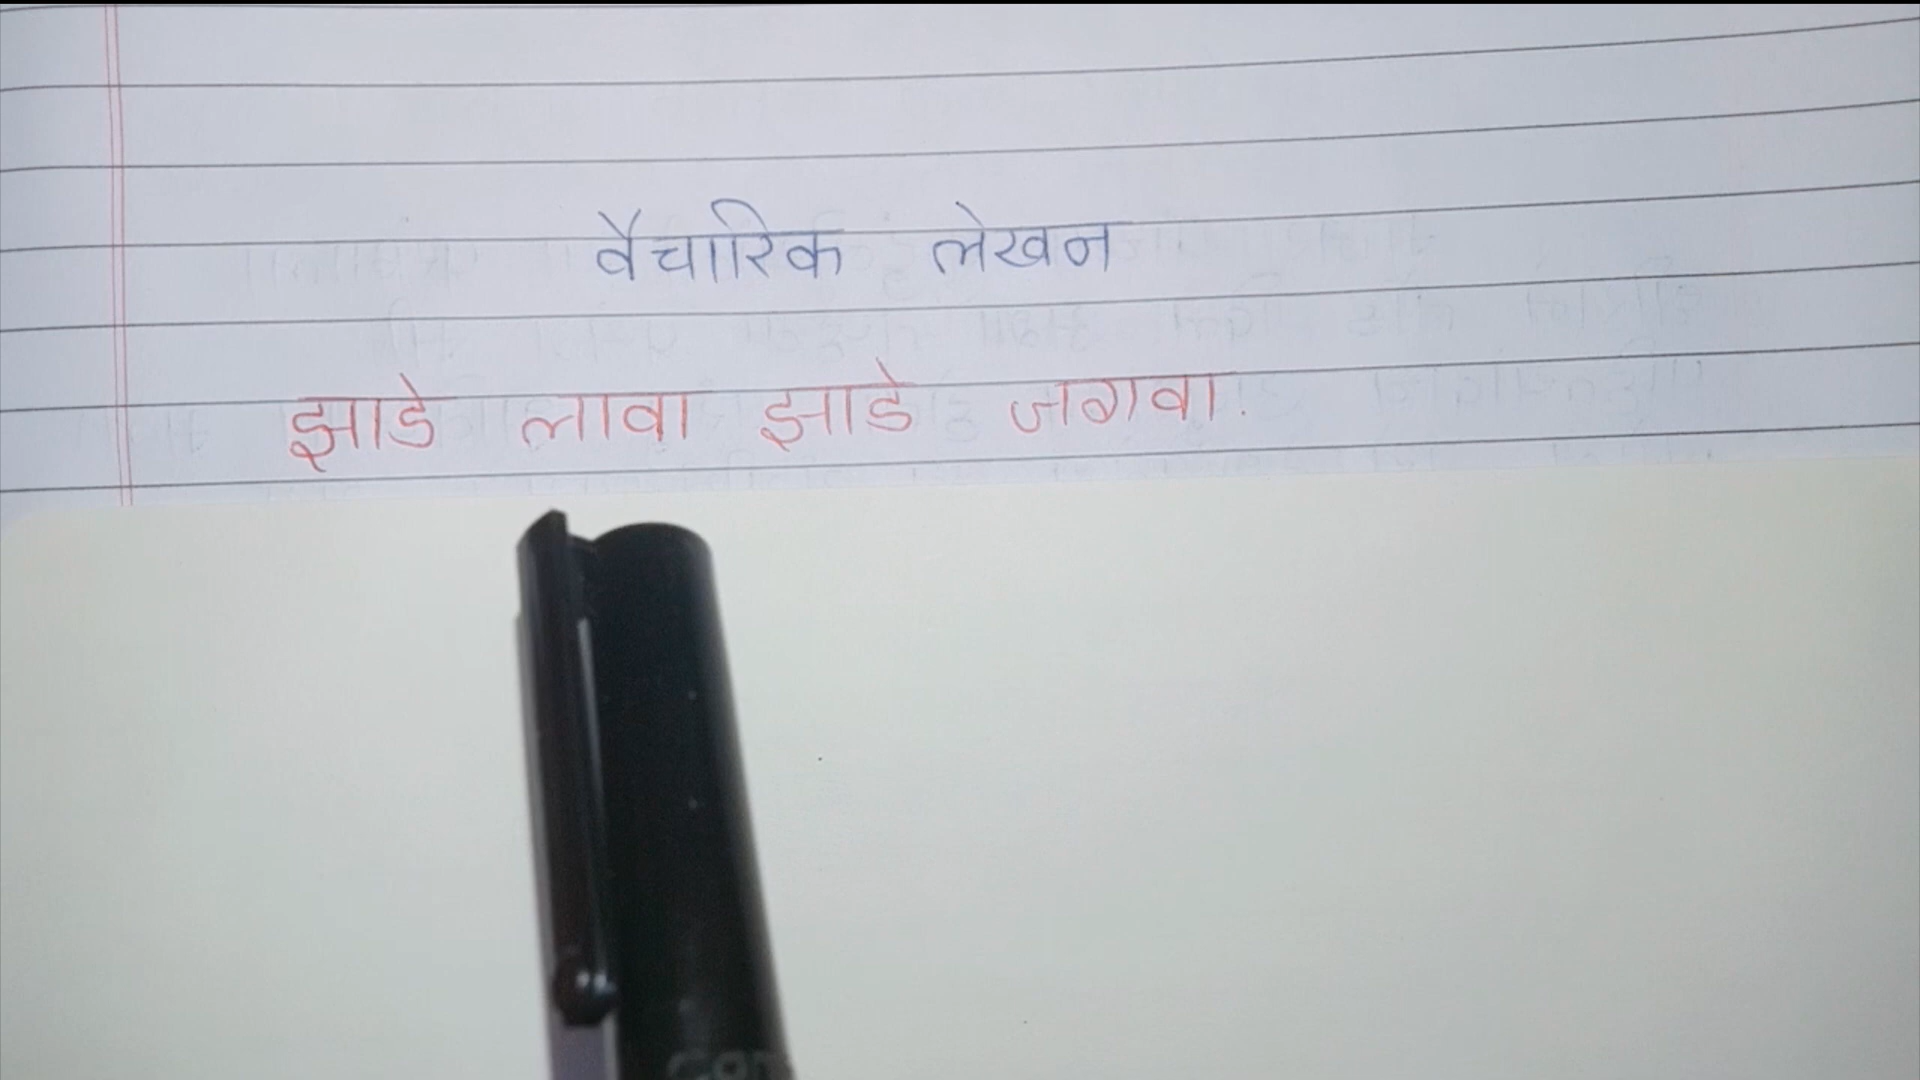 वैचारिक लेखन
झाडे लावा झाडे जगवा.